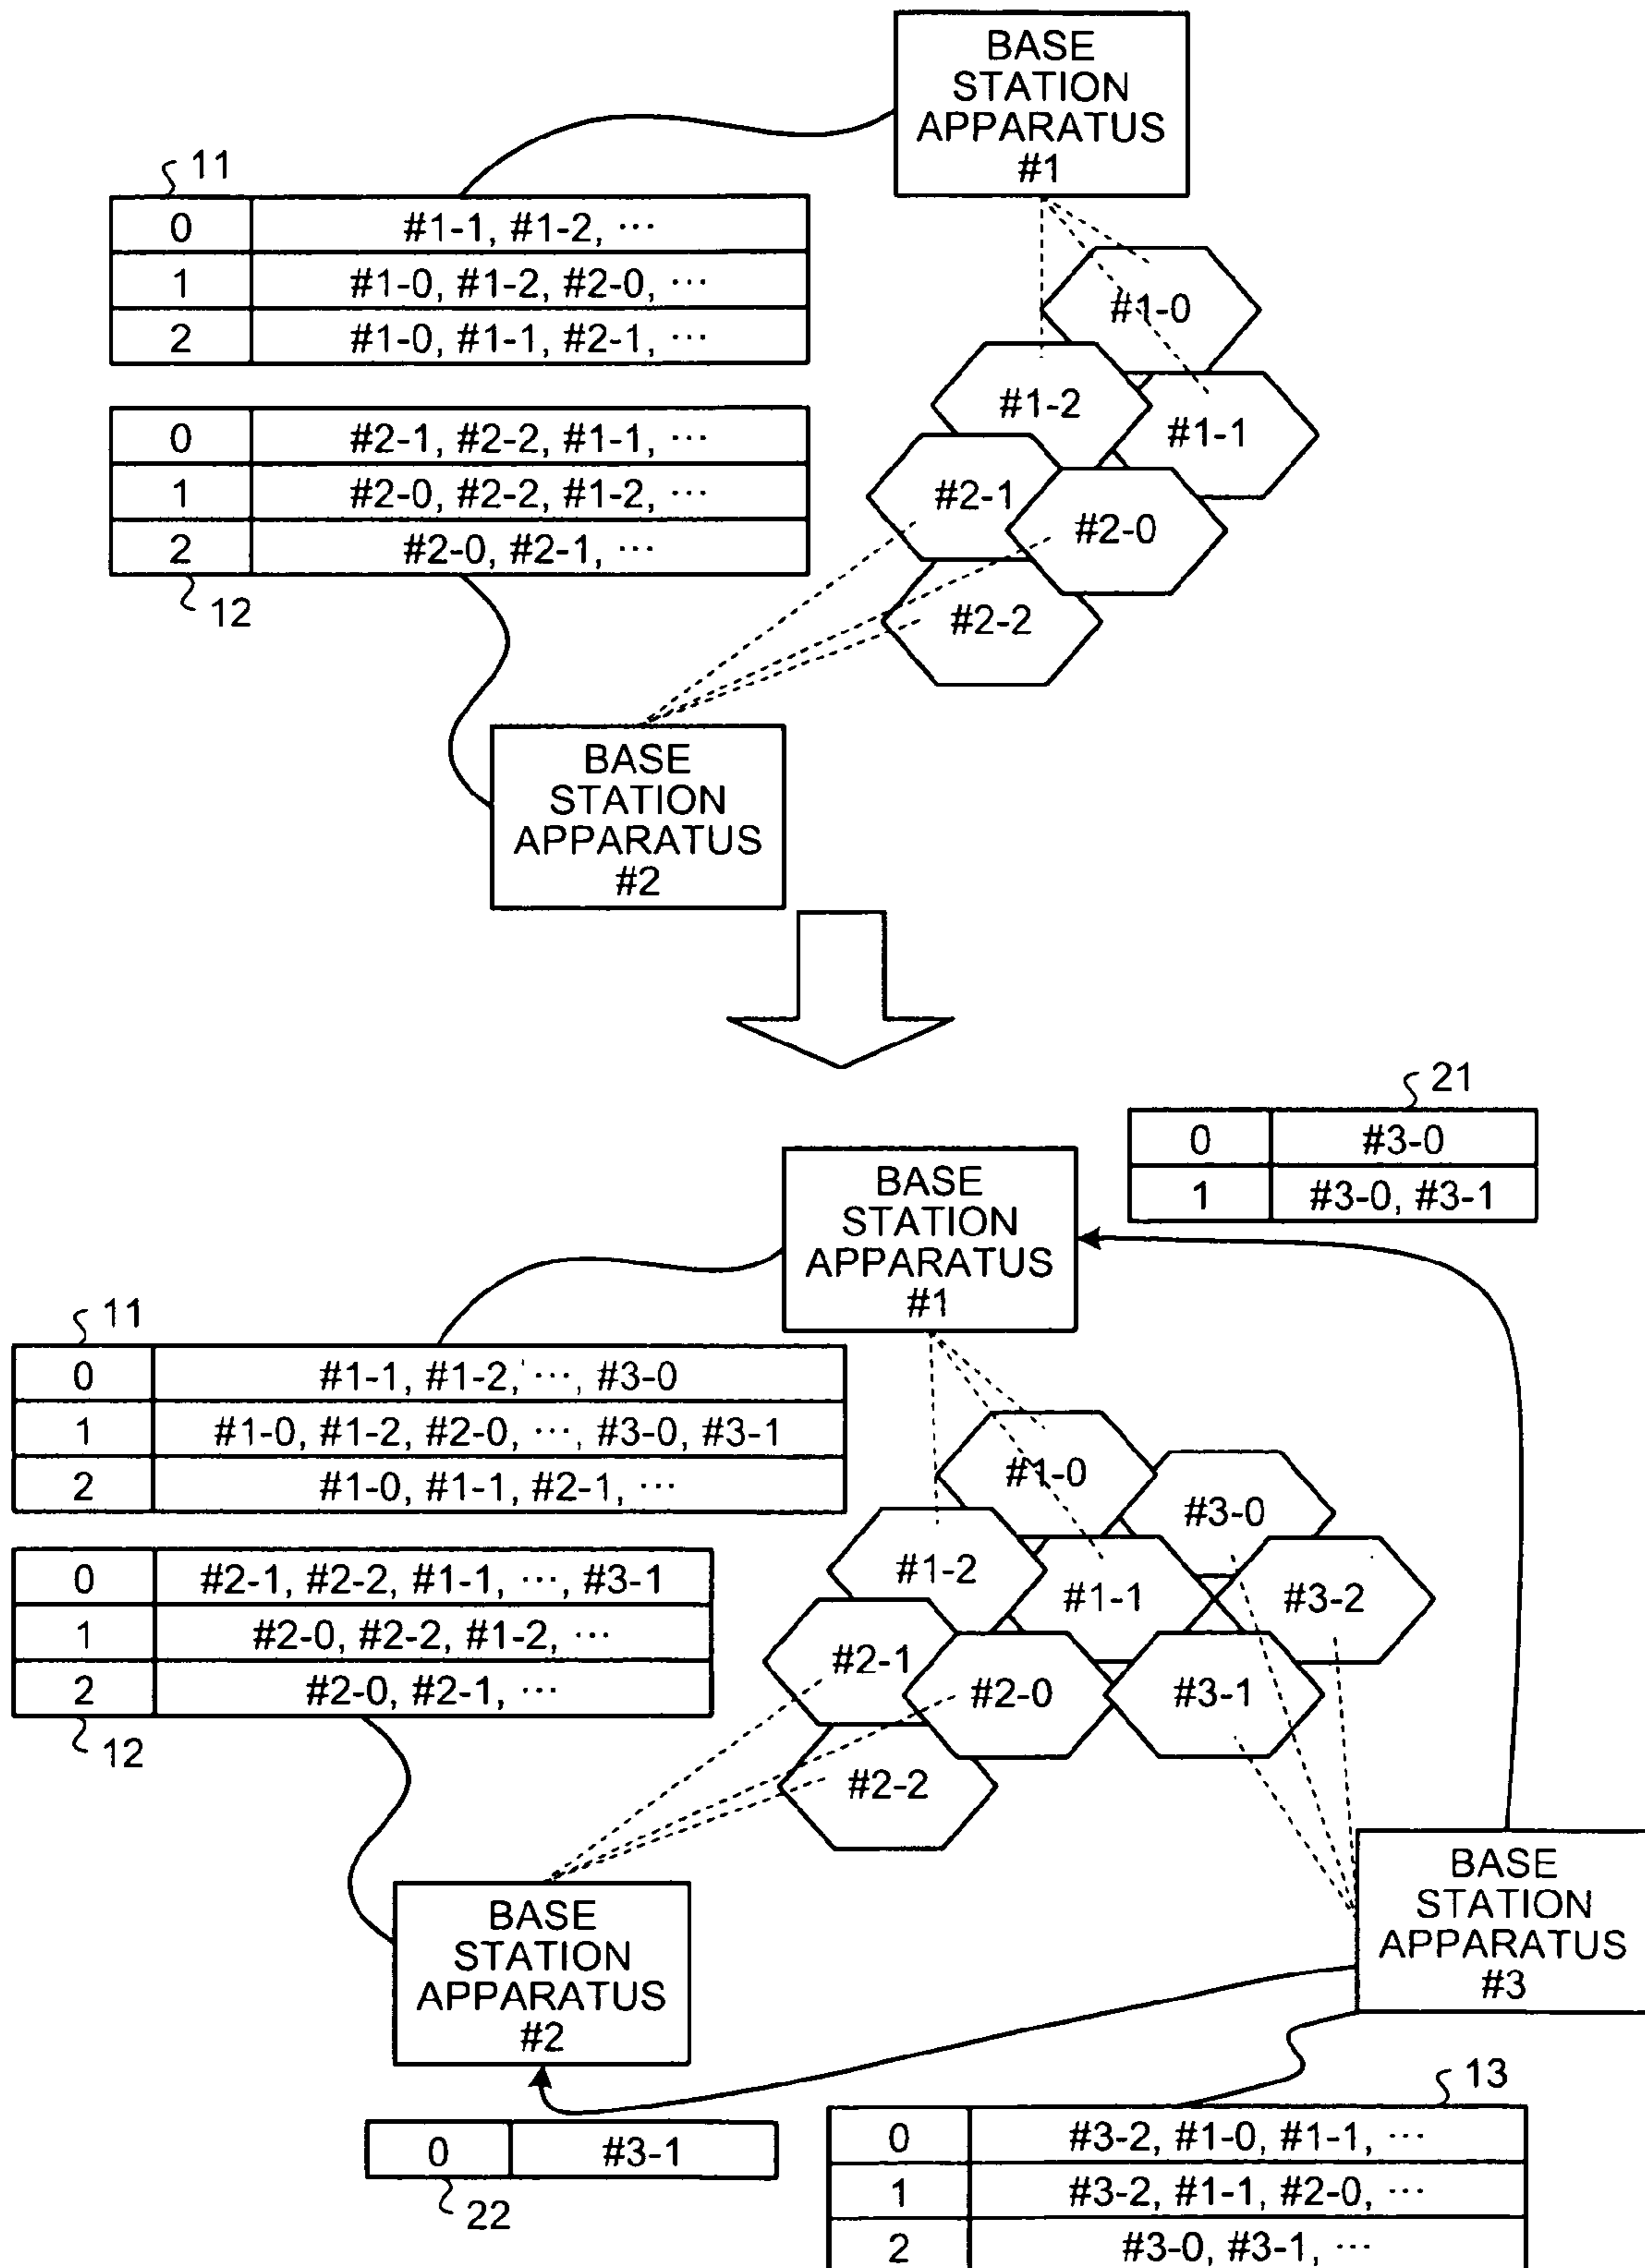 BASE
STATION
APPARATUS
#1
11
0 #1-1, #1-2, ⋯
1 #1-0, #1-2, #2-0, ⋯
2 #1-0, #1-1, #2-1, ⋯
#1-0
#1-2
#1-1
0 #2-1, #2-2, #1-1, ⋯
1 #2-0, #2-2, #1-2, ⋯
2 #2-0, #2-1, ⋯
12
#2-1
#2-0
#2-2
BASE
STATION
APPARATUS
#2
21
0 #3-0
1 #3-0, #3-1
BASE
STATION
APPARATUS
#1
11
0 #1-1, #1-2, ⋯, #3-0
1 #1-0, #1-2, #2-0, ⋯, #3-0, #3-1
2 #1-0, #1-1, #2-1, ⋯
#1-0
#3-0
#1-2
#1-1
#3-2
0 #2-1, #2-2, #1-1, ⋯, #3-1
1 #2-0, #2-2, #1-2, ⋯
2 #2-0, #2-1, ⋯
12
#2-1
#2-0
#3-1
#2-2
BASE
STATION
APPARATUS
#3
BASE
STATION
APPARATUS
#2
0 #3-1
22
13
0 #3-2, #1-0, #1-1, ⋯
1 #3-2, #1-1, #2-0, ⋯
2 #3-0, #3-1, ⋯